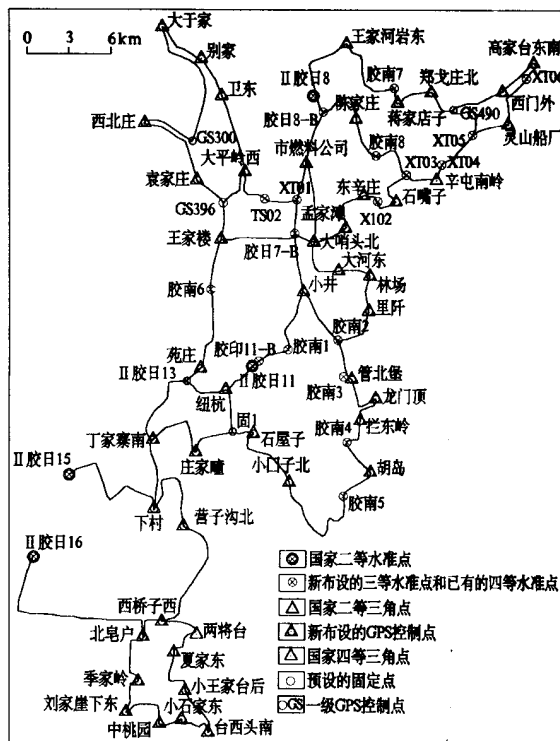 0 3 6km
大于家
别家
卫东
西北庄
GS300
大平岭西
袁家庄
GS396
TS02
XT01
王家楼
胶日7-B
王家河岩东
Ⅱ胶日8
胶南7
郑戈庄北
高家台东南
XT06
胶日8-B
陈家庄
蒋家店子
GS490
西门外
灵山船厂
市燃料公司
胶南8
XT05
XT03
XT04
辛屯南岭
东辛庄
石嘴子
孟家滩
X102
大哨头北
大河东
林场
胶南6
小井
里阡
胶南2
苑庄
胶印11-B
胶南1
Ⅱ胶日13
Ⅱ胶日11
胶南3
管北堡
纽杭
龙门顶
固1
石屋子
胶南4
拦东岭
丁家寨南
庄家疃
小门子北
胡岛
Ⅱ胶日15
胶南5
下村
营子沟北
Ⅱ胶日16
西桥子西
北皂户
两将台
夏家东
季家岭
小王家台后
刘家崖下东
小石家东
中桃园
台西头南
国家二等水准点
新布设的三等水准点和已有的四等水准点
国家二等三角点
新布设的GPS控制点
国家四等三角点
预设的固定点
GS 一级GPS控制点